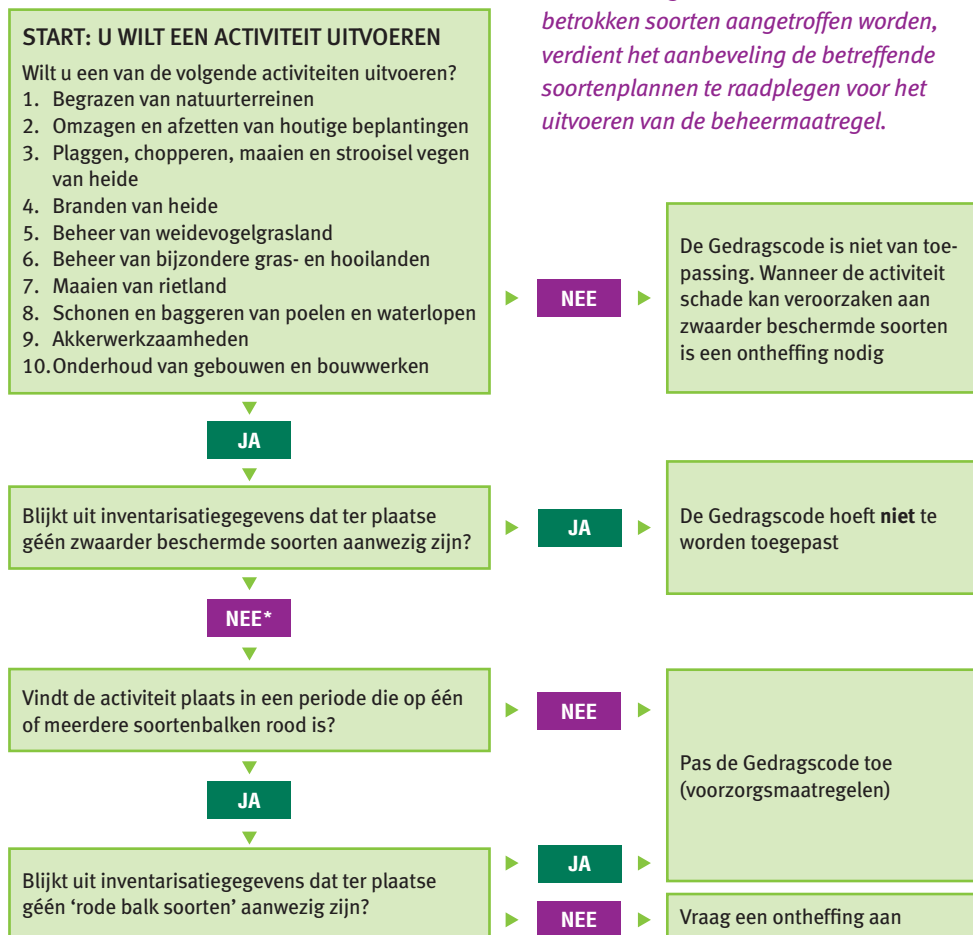 START: U WILT EEN ACTIVITEIT UITVOEREN
Wilt u een van de volgende activiteiten uitvoeren?
1. Begrazen van natuurterreinen
2. Omzagen en afzetten van houtige beplantingen
3. Plaggen, chopperen, maaien en strooisel vegen
van heide
4. Branden van heide
5. Beheer van weidevogelgrasland
6. Beheer van bijzondere gras- en hooilanden
7. Maaien van rietland
8. Schonen en baggeren van poelen en waterlopen
9. Akkerwerkzaamheden
10.Onderhoud van gebouwen en bouwwerken
betrokken soorten aangetroffen worden,
verdient het aanbeveling de betreffende
soortenplannen te raadplegen voor het
uitvoeren van de beheermaatregel.
NEE
De Gedragscode is niet van toe-
passing. Wanneer de activiteit
schade kan veroorzaken aan
zwaarder beschermde soorten
is een ontheffing nodig
JA
Blijkt uit inventarisatiegegevens dat ter plaatse
géén zwaarder beschermde soorten aanwezig zijn?
JA
De Gedragscode hoeft niet te
worden toegepast
NEE*
Vindt de activiteit plaats in een periode die op één
of meerdere soortenbalken rood is?
NEE
Pas de Gedragscode toe
(voorzorgsmaatregelen)
JA
Blijkt uit inventarisatiegegevens dat ter plaatse
géén ‘rode balk soorten’ aanwezig zijn?
JA
NEE
Vraag een ontheffing aan